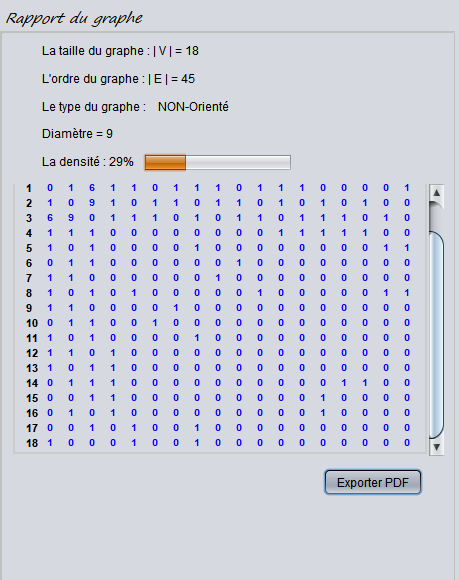 Rapport du graphe
La taille du graphe : | V | = 18
L'ordre du graphe : | E | = 45
Le type du graphe : NON-Orienté
Diamètre = 9
La densité : 29%
1 0 1 6 1 1 0 1 1 1 0 1 1 1 0 0 0 0 1
2 1 0 9 1 0 1 1 0 1 1 0 1 0 1 0 1 0 0
3 6 9 0 1 1 1 0 1 0 1 1 0 1 1 1 0 1 0
4 1 1 1 0 0 0 0 0 0 0 0 1 1 1 1 1 0 0
5 1 0 1 0 0 0 0 1 0 0 0 0 0 0 0 0 1 1
6 0 1 1 0 0 0 0 0 0 1 0 0 0 0 0 0 0 0
7 1 1 0 0 0 0 0 0 1 0 0 0 0 0 0 0 0 0
8 1 0 1 0 1 0 0 0 0 0 1 0 0 0 0 0 1 1
9 1 1 0 0 0 0 1 0 0 0 0 0 0 0 0 0 0 0
10 0 1 1 0 0 1 0 0 0 0 0 0 0 0 0 0 0 0
11 1 0 1 0 0 0 0 1 0 0 0 0 0 0 0 0 0 0
12 1 1 0 1 0 0 0 0 0 0 0 0 0 0 0 0 0 0
13 1 0 1 1 0 0 0 0 0 0 0 0 0 0 0 0 0 0
14 0 1 1 1 0 0 0 0 0 0 0 0 0 0 1 1 0 0
15 0 0 1 1 0 0 0 0 0 0 0 0 0 1 0 0 0 0
16 0 1 0 1 0 0 0 0 0 0 0 0 0 1 0 0 0 0
17 0 0 1 0 1 0 0 1 0 0 0 0 0 0 0 0 0 0
18 1 0 0 0 1 0 0 1 0 0 0 0 0 0 0 0 0 0
Exporter PDF